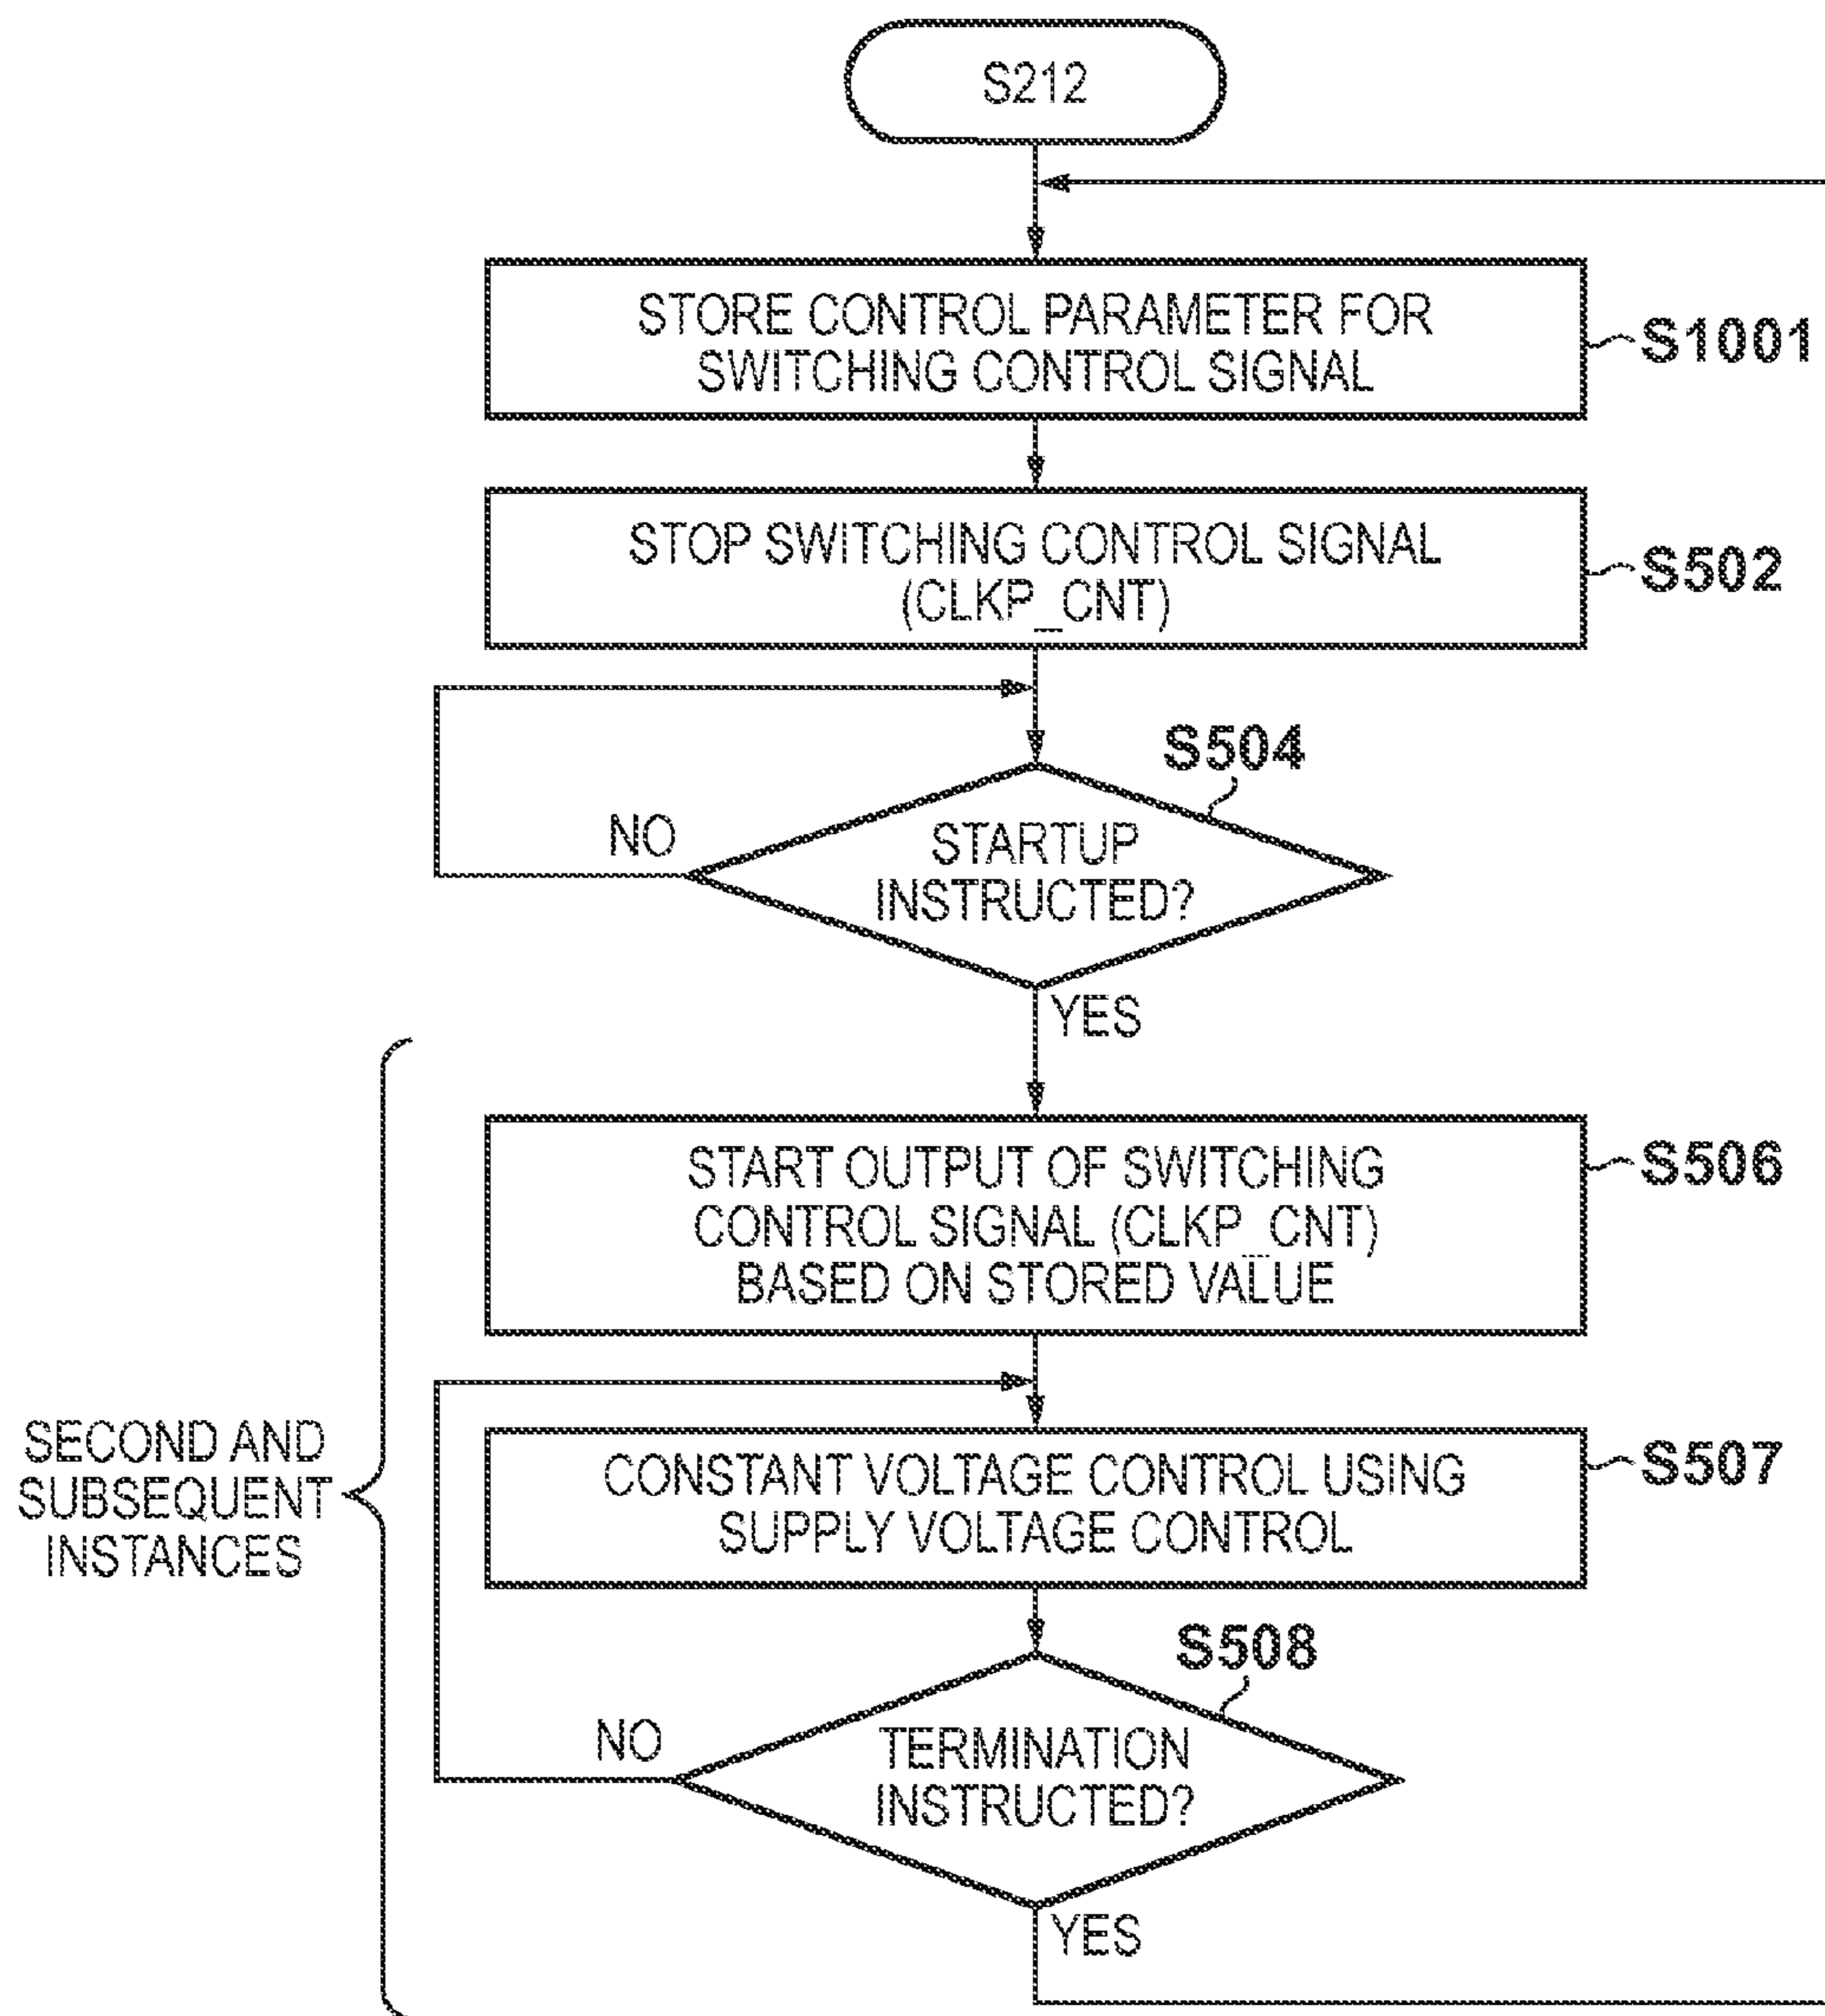 S212
STORE CONTROL PARAMETER FOR
SWITCHING CONTROL SIGNAL
S1001
STOP SWITCHING CONTROL SIGNAL
(CLKP_CNT)
S502
S504
NO
STARTUP
INSTRUCTED?
YES
START OUTPUT OF SWITCHING
CONTROL SIGNAL (CLKP_CNT)
BASED ON STORED VALUE
S506
SECOND AND
SUBSEQUENT
INSTANCES
CONSTANT VOLTAGE CONTROL USING
SUPPLY VOLTAGE CONTROL
S507
S508
NO
TERMINATION
INSTRUCTED?
YES